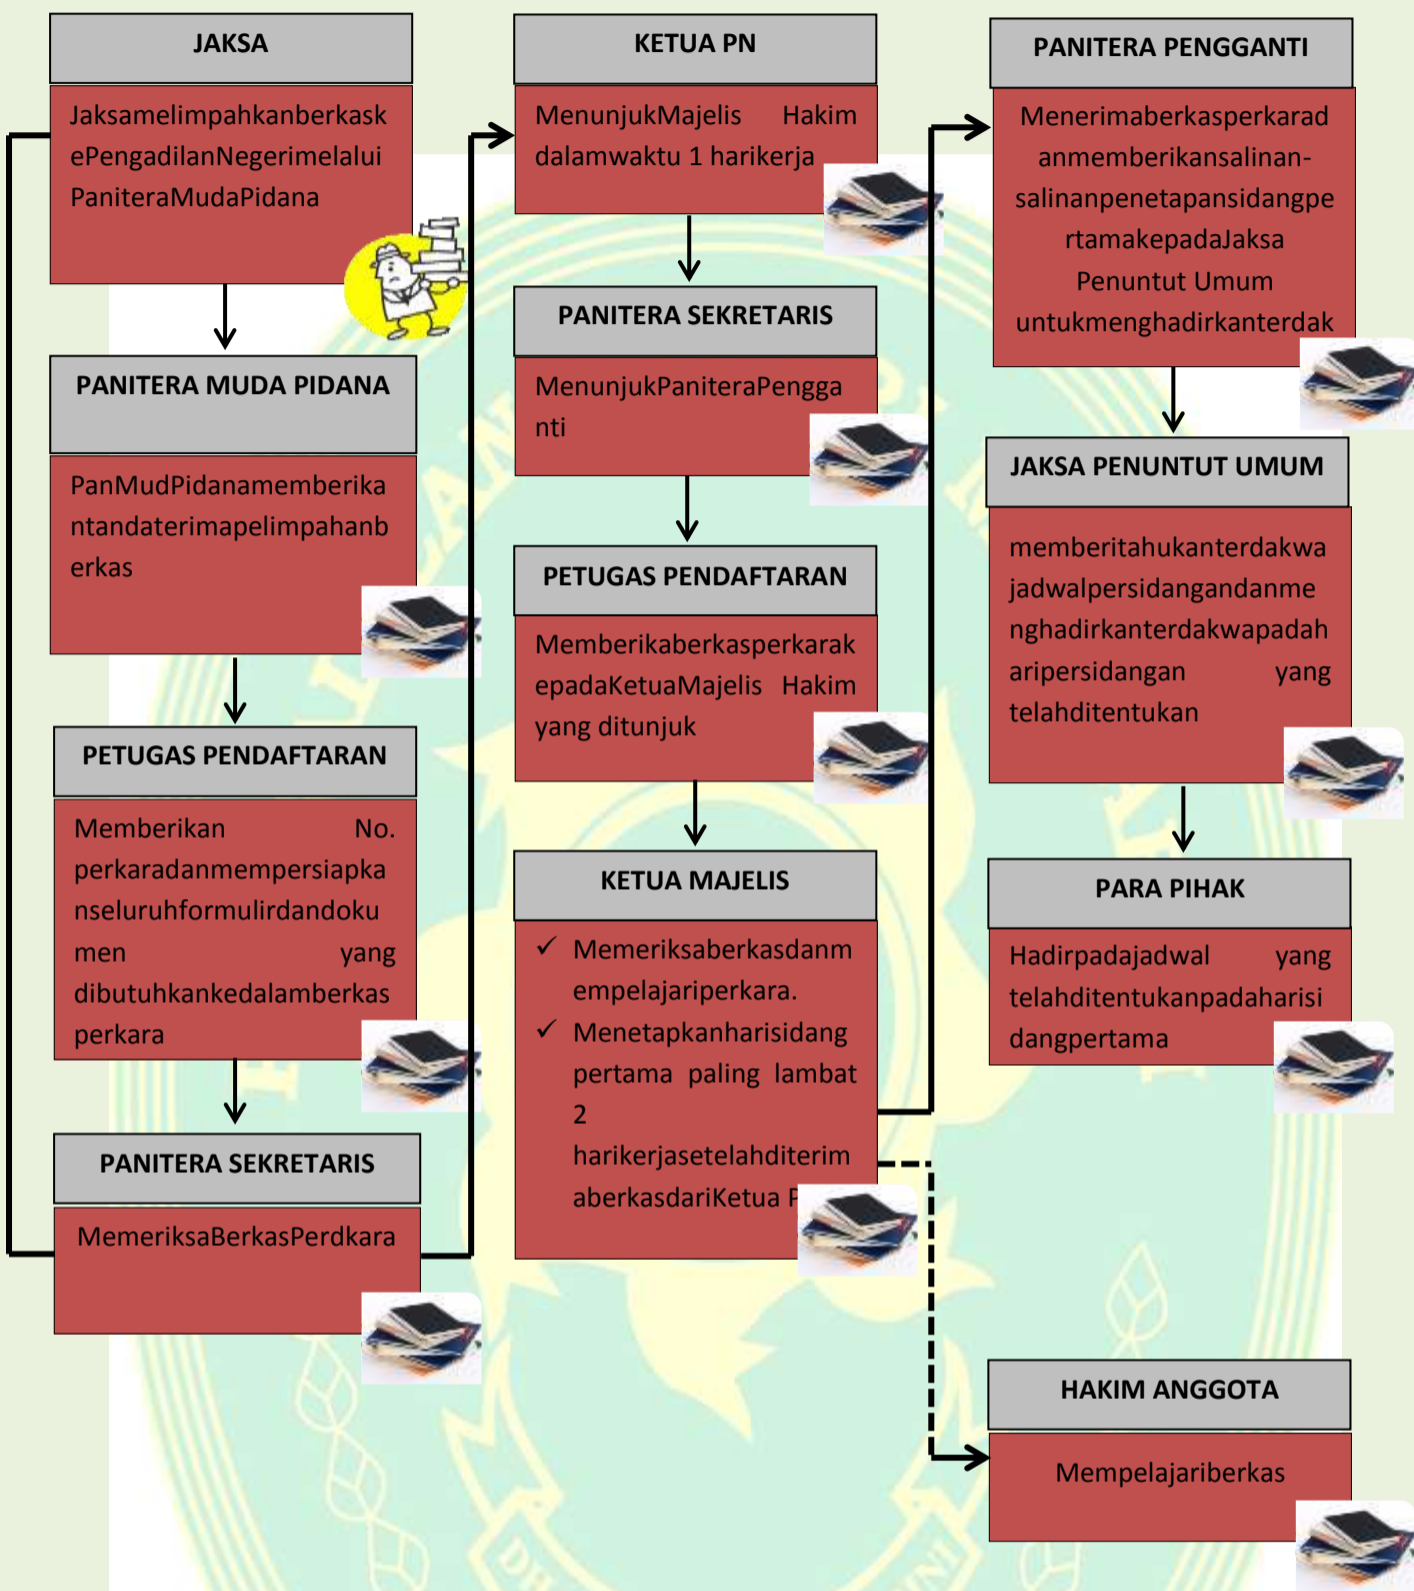 JAKSA
Jaksamelimpahkanberkask
ePengadilanNegerimelalui
PaniteraMudaPidana
PANITERA MUDA PIDANA
PanMudPidanamemberika
ntandaterimapelimpahanb
erkas
PETUGAS PENDAFTARAN
Memberikan No.
perkaradanmempersiapka
nseluruhformulirdandoku
men yang
dibutuhkankedalamberkas
perkara
PANITERA SEKRETARIS
MemeriksaBerkasPerdkara
KETUA PN
MenunjukMajelis Hakim
dalamwaktu 1 harikerja
PANITERA SEKRETARIS
MenunjukPaniteraPengga
nti
PETUGAS PENDAFTARAN
Memberikaberkasperkarak
epadaKetuaMajelis Hakim
yang ditunjuk
KETUA MAJELIS
✓ Memeriksaberkasdanm
empelajariperkara.
✓ Menetapkanharisidang
pertama paling lambat
2
harikerjasetelahditerim
aberkasdariKetua
PANITERA PENGGANTI
Menerimaberkasperkarad
anmemberikansalinan-
salinanpenetapansidangpe
rtamakepadaJaksa
Penuntut Umum
untukmenghadirkanterdak
JAKSA PENUNTUT UMUM
memberitahukanterdakwa
jadwalpersidangandanme
nghadirkanterdakwapadah
aripersidangan yang
telahditentukan
PARA PIHAK
Hadirpadajadwal yang
telahditentukanpadaharisi
dangpertama
HAKIM ANGGOTA
Mempelajariberkas